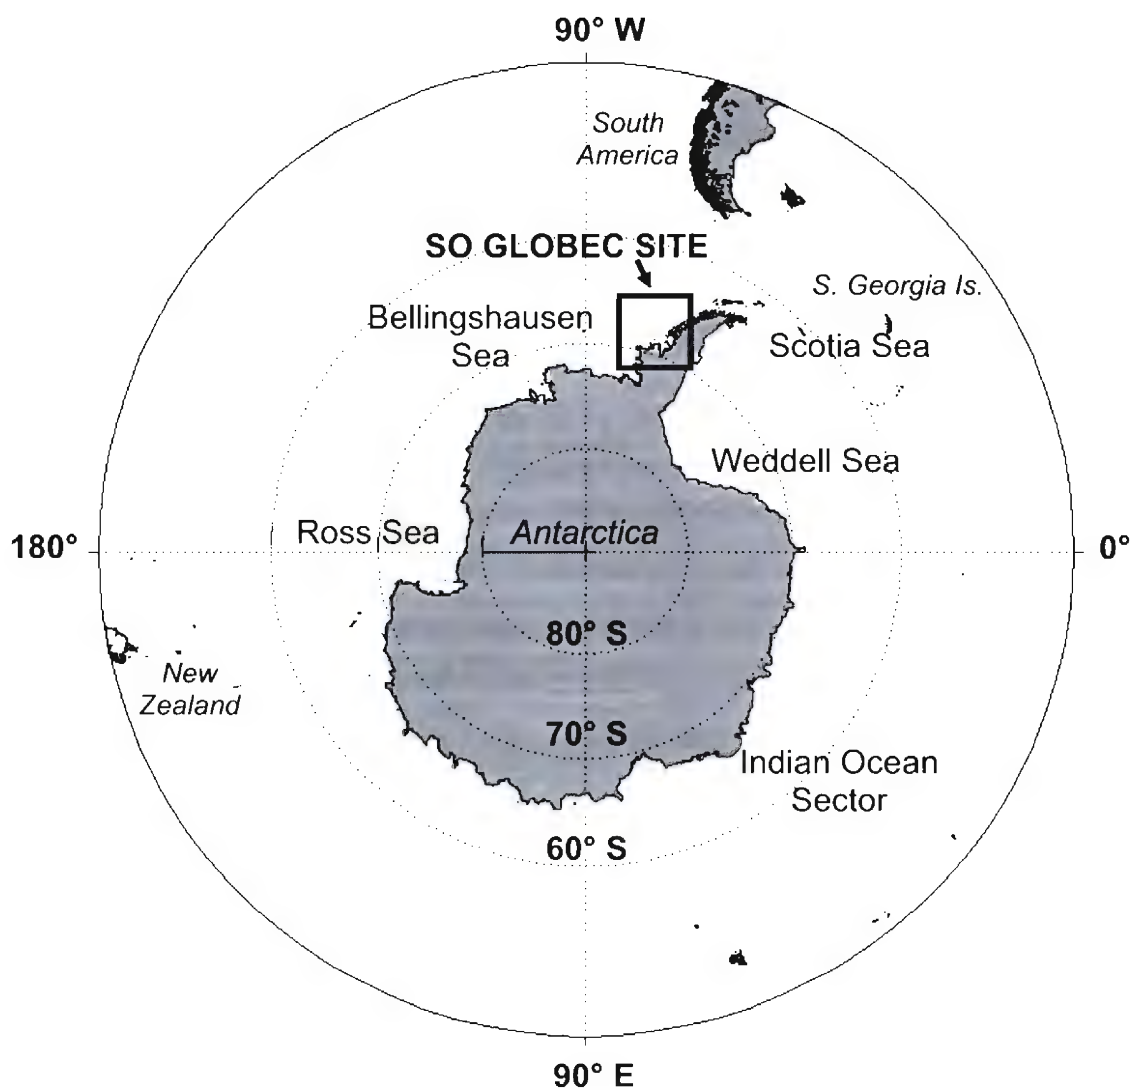 90° W
South
America
SO GLOBEC SITE
S. Georgia Is.
Bellingshausen
Sea
Scotia Sea
Weddell Sea
Ross Sea
Antarctica
180°
0°
80° S
New
Zealand
70° S
Indian Ocean
Sector
60° S
90° E